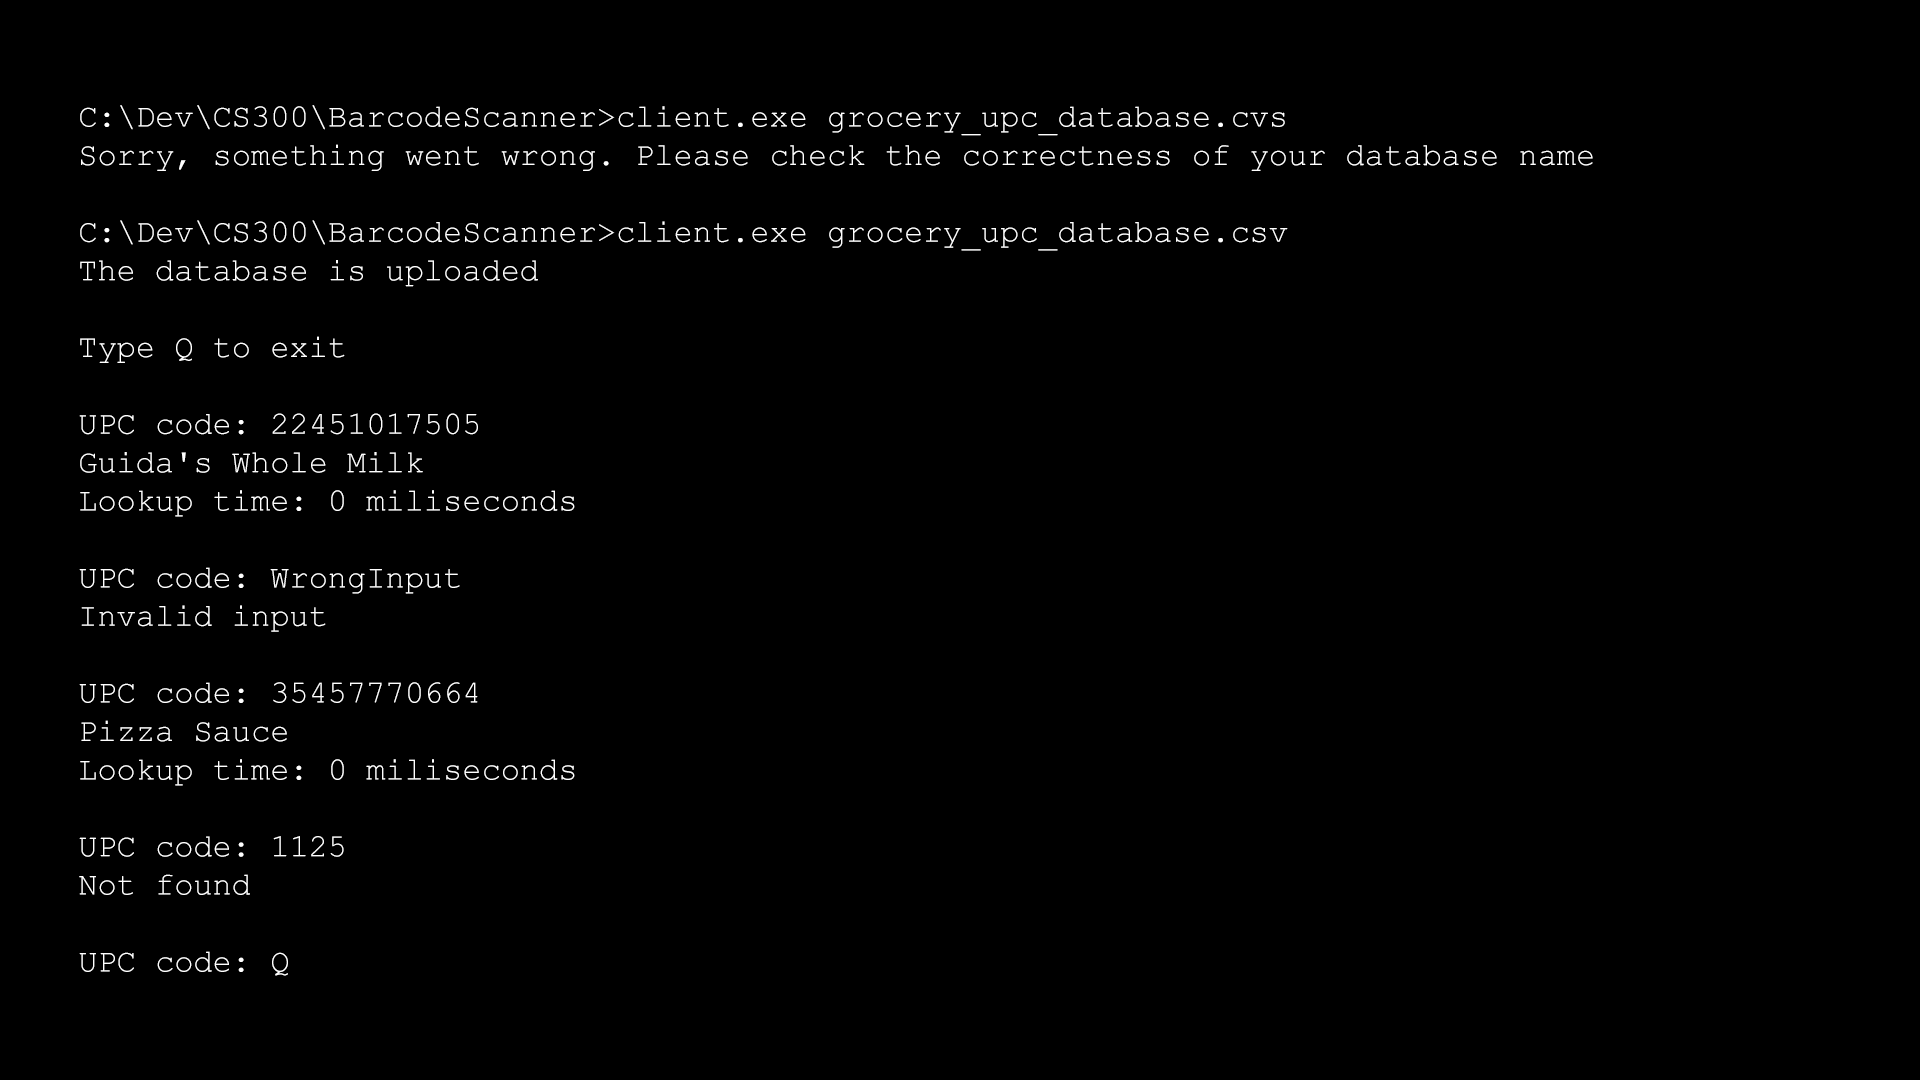 C:\Dev\CS300\BarcodeScanner>client.exe grocery_upc_database.cvs
Sorry, something went wrong. Please check the correctness of your database name
C:\Dev\CS300\BarcodeScanner>client.exe grocery_upc_database.csv
The database is uploaded
Type Q to exit
UPC code: 22451017505
Guida's Whole Milk
Lookup time: 0 miliseconds
UPC code: WrongInput
Invalid input
UPC code: 35457770664
Pizza Sauce
Lookup time: 0 miliseconds
UPC code: 1125
Not found
UPC code: Q